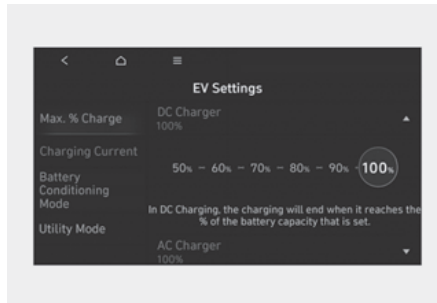 EV Settings
Max. % Charge
Charging Current
Battery
Conditioning
Mode
Utility Mode
DC Charger
100%
50% - 60% - 70% - 80% - 90% - 100%
In DC Charging, the charging will end when it reaches the
% of the battery capacity that is set.
AC Charger
100%